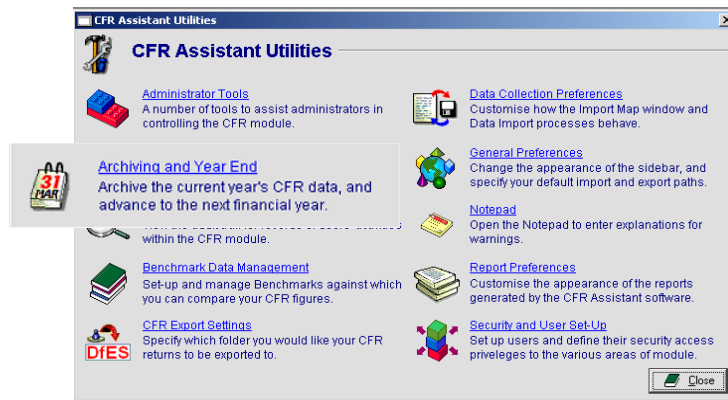 CFR Assistant Utilities
CFR Assistant Utilities
Administrator Tools
A number of tools to assist administrators in
controlling the CFR module.
31
MAR
Archiving and Year End
Archive the current year's CFR data, and
advance to the next financial year.
within the CFR module.
Benchmark Data Management
Set-up and manage Benchmarks against which
you can compare your CFR figures.
DfES
CFR Export Settings
Specify which folder you would like your CFR
returns to be exported to.
Data Collection Preferences
Customise how the Import Map window and
Data Import processes behave.
General Preferences
Change the appearance of the sidebar, and
specify your default import and export paths.
Notepad
Open the Notepad to enter explanations for
warnings.
Report Preferences
Customise the appearance of the reports
generated by the CFR Assistant software.
Security and User Set-Up
Set up users and define their security access
priveleges to the various areas of module.
Close